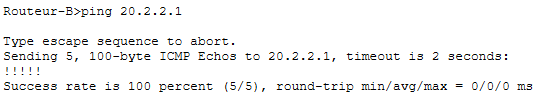 Routeur-B>ping 20.2.2.1
Type escape sequence to abort.
Sending 5, 100-byte ICMP Echos to 20.2.2.1, timeout is 2 seconds:
!!!!!
Success rate is 100 percent (5/5), round-trip min/avg/max = 0/0/0 ms